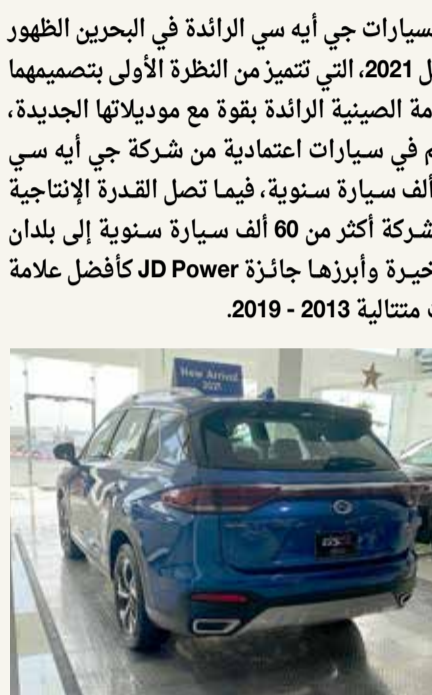 سيارات جي أيه سي الرائدة في البحرين الظهور
2021، التي تتميز من النظرة الأولى بتصميمهما
مة الصينية الرائدة بقوة مع موديلاتها الجديدة،
في سيارات اعتمادية من شركة جي أيه سي
ألف سيارة سنوية، فيما تصل القدرة الإنتاجية
شركة أكثر من 60 ألف سيارة سنوية إلى بلدان
خيرة وأبرزها جائزة JD Power كأفضل علامة
متتالية 2013 - 2019.
New Arrival
2021